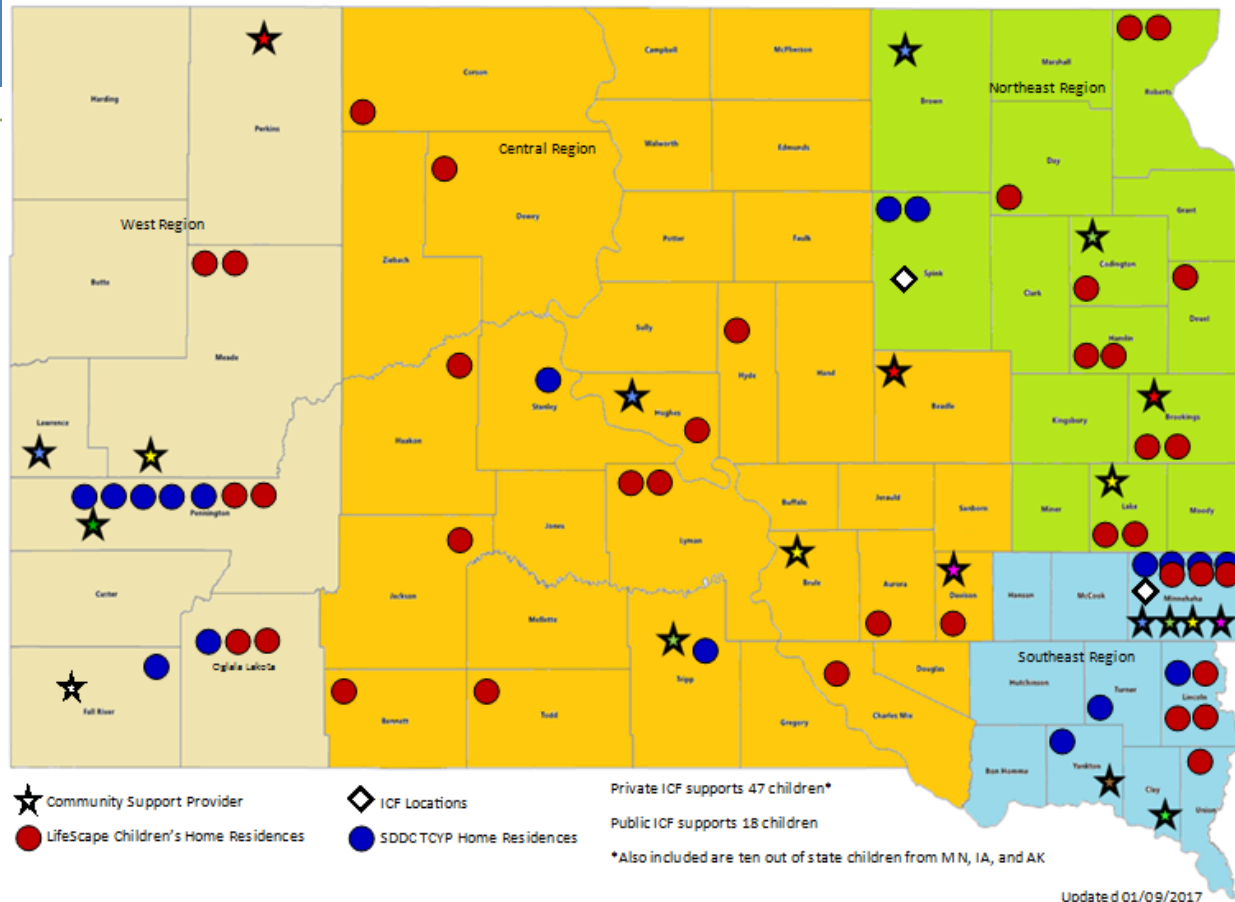 Harding
Perkins
Corson
Campbell
McPherson
Brown
Marshall
Northeast Region
Roberts
Central Region
Walworth
Edmunds
Day
West Region
Dewey
Grant
Butte
Ziebach
Potter
Faulk
Spink
Clark
Codington
Deuel
Meade
Sully
Hyde
Hand
Hamlin
Lawrence
Stanley
Hughes
Beadle
Kingsbury
Brookings
Haakon
Pennington
Jones
Lyman
Buffalo
Jerauld
Sanborn
Miner
Lake
Moody
Custer
Jackson
Mellette
Brule
Aurora
Davison
Hanson
McCook
Minnehaha
Oglala Lakota
Fall River
Bennett
Todd
Tripp
Gregory
Charles Mix
Douglas
Southeast Region
Hutchinson
Turner
Lincoln
Bon Homme
Yankton
Clay
Union
Community Support Provider
LifeScape Children's Home Residences
ICF Locations
SDDC TCYP Home Residences
Private ICF supports 47 children*
Public ICF supports 18 children
*Also included are ten out of state children from MN, IA, and AK
Updated 01/09/2017